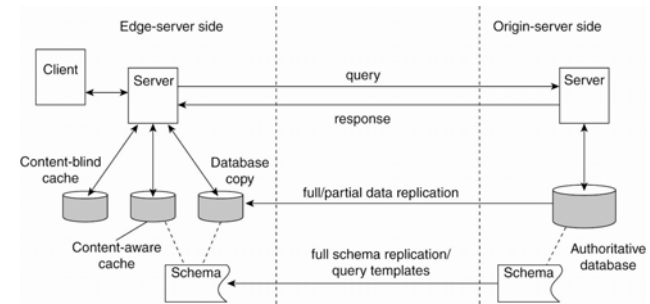 Edge-server side
Origin-server side
Client
Server
query
Server
response
Content-blind
cache
Database
copy
full/partial data replication
Content-aware
cache
Authoritative
database
full schema replication/
query templates
Schema
Schema